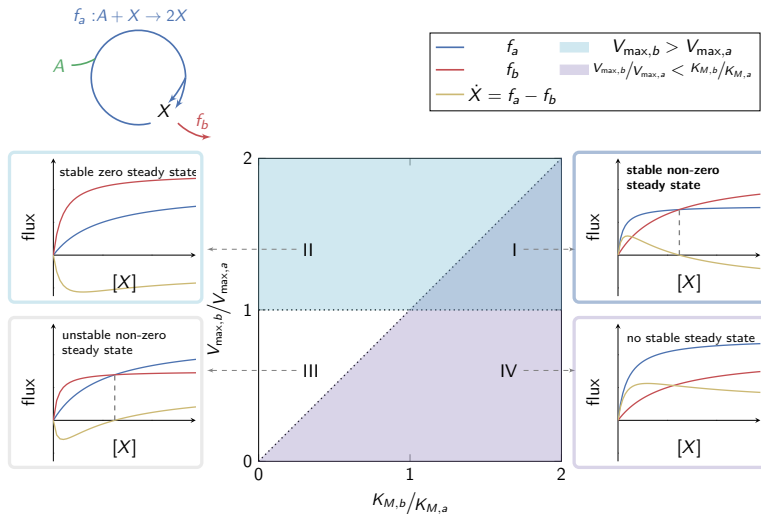 f_a : A + X → 2X
A
X
f_b
f_a
f_b
Ẋ = f_a − f_b
V_max,b > V_max,a
V_max,b/V_max,a < K_M,b/K_M,a
stable zero steady state
flux
[X]
unstable non-zero
steady state
flux
[X]
2
1
0
V_max,b/V_max,a
II
I
III
IV
0
1
2
K_M,b/K_M,a
stable non-zero
steady state
flux
[X]
no stable steady state
flux
[X]